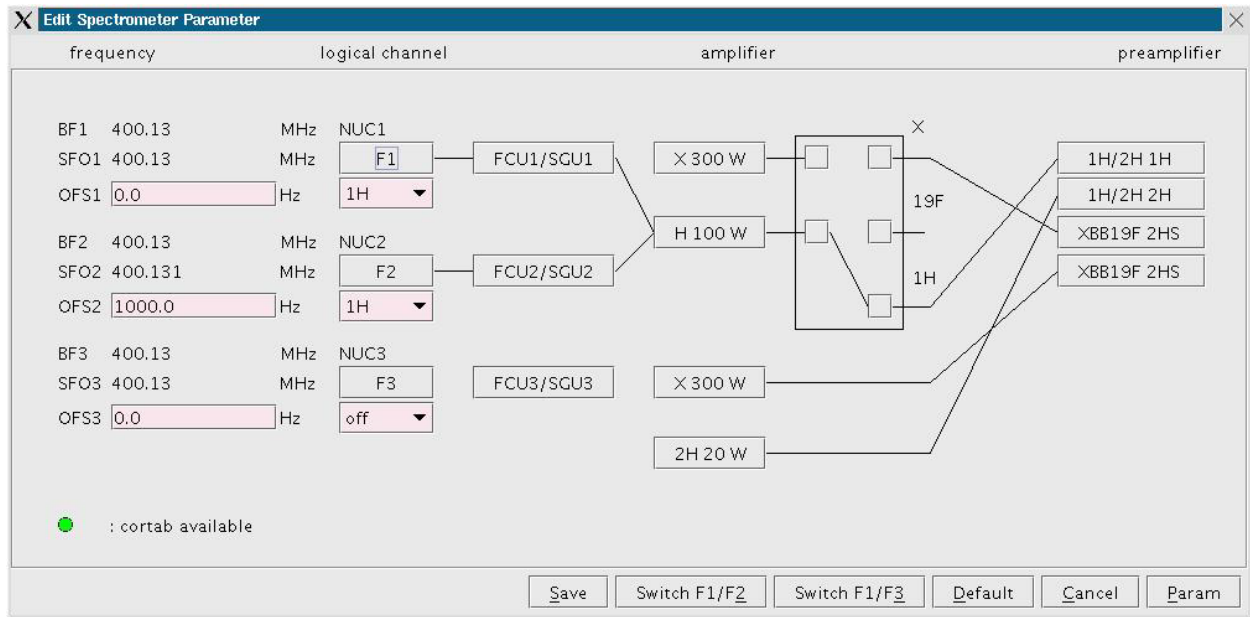 X Edit Spectrometer Parameter
frequency logical channel amplifier preamplifier
BF1 400.13 MHz NUC1 X
SFO1 400.13 MHz F1 FCU1/SGU1 X 300 W 1H/2H 1H
OFS1 0.0 Hz 1H 19F 1H/2H 2H
H 100 W XBB19F 2HS
BF2 400.13 MHz NUC2
SFO2 400.131 MHz F2 FCU2/SGU2 1H XBB19F 2HS
OFS2 1000.0 Hz 1H
BF3 400.13 MHz NUC3
SFO3 400.13 MHz F3 FCU3/SGU3 X 300 W
OFS3 0.0 Hz off
2H 20 W
: cortab available
Save Switch F1/F2 Switch F1/F3 Default Cancel Param